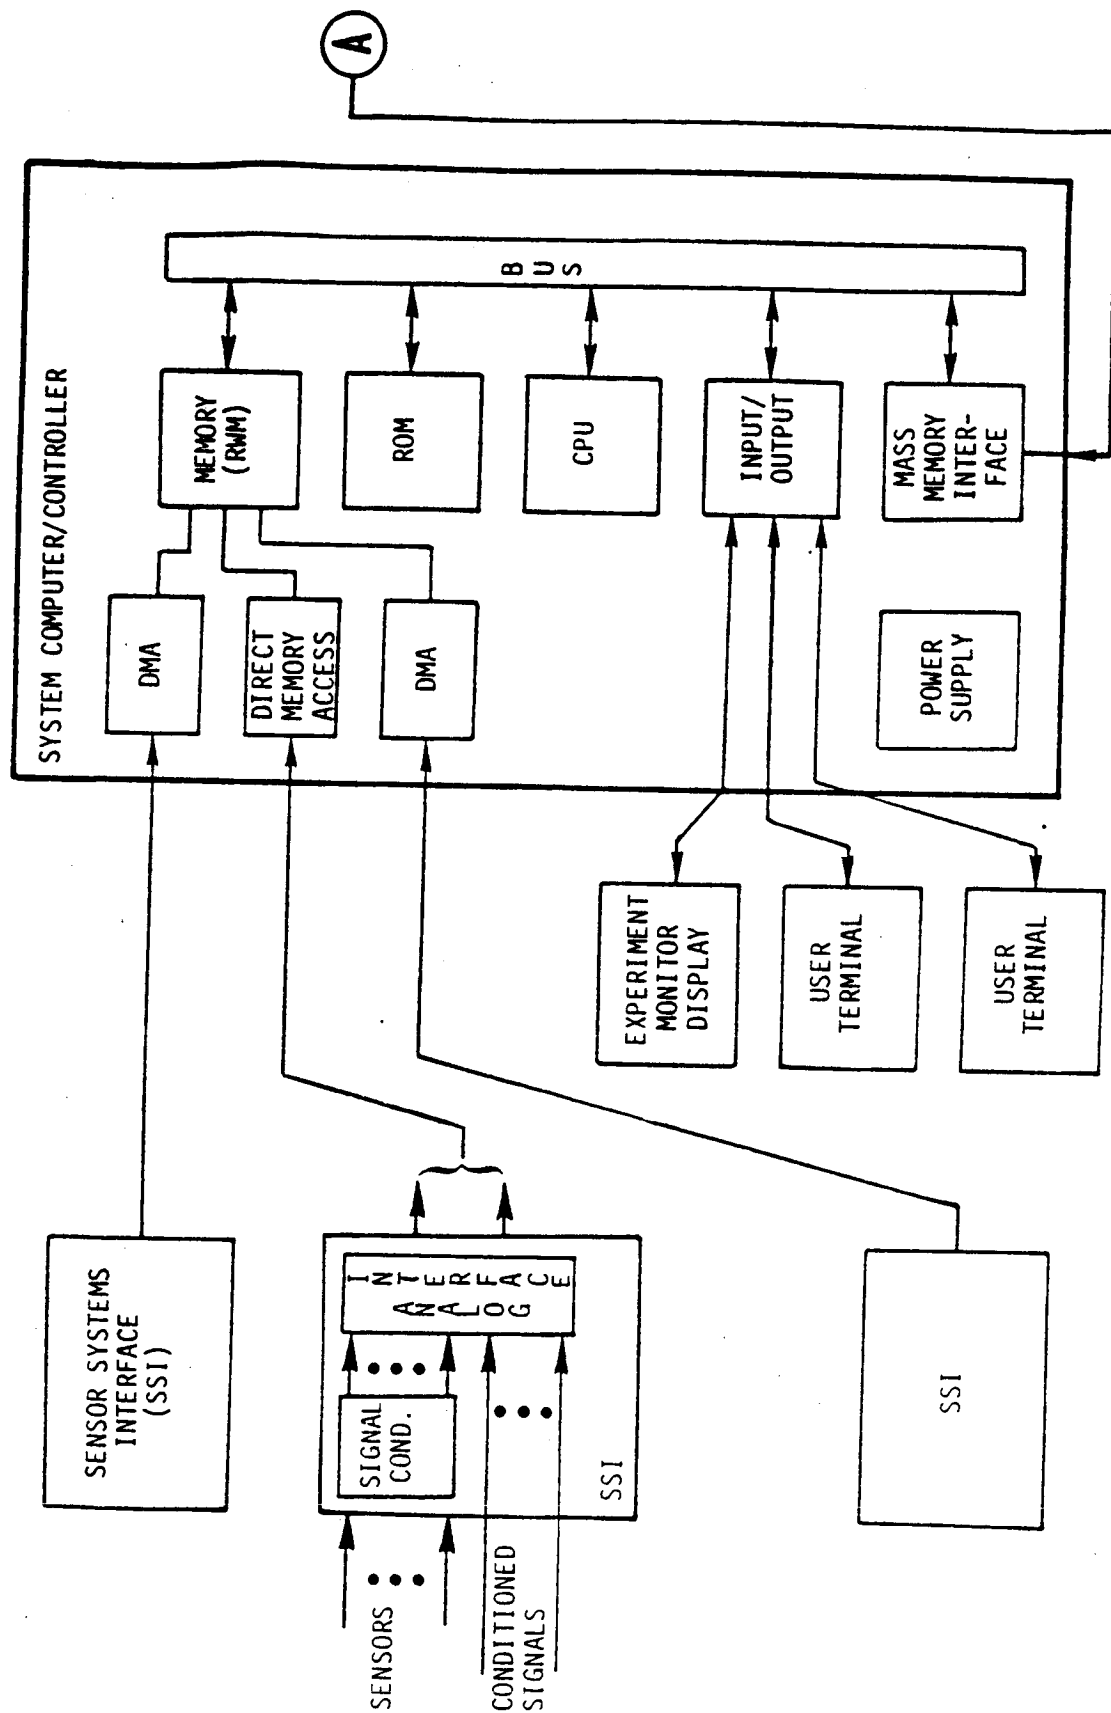 SYSTEM COMPUTER/CONTROLLER
SENSOR SYSTEMS
INTERFACE
(SSI)
DMA
MEMORY
(RWM)
DIRECT
MEMORY
ACCESS
DMA
ROM
CPU
INPUT/
OUTPUT
MASS
MEMORY
INTER-
FACE
BUS
A
SENSORS
CONDITIONED
SIGNALS
SIGNAL
COND.
ANALOG
INTERFACE
SSI
EXPERIMENT
MONITOR
DISPLAY
USER
TERMINAL
USER
TERMINAL
POWER
SUPPLY
SSI